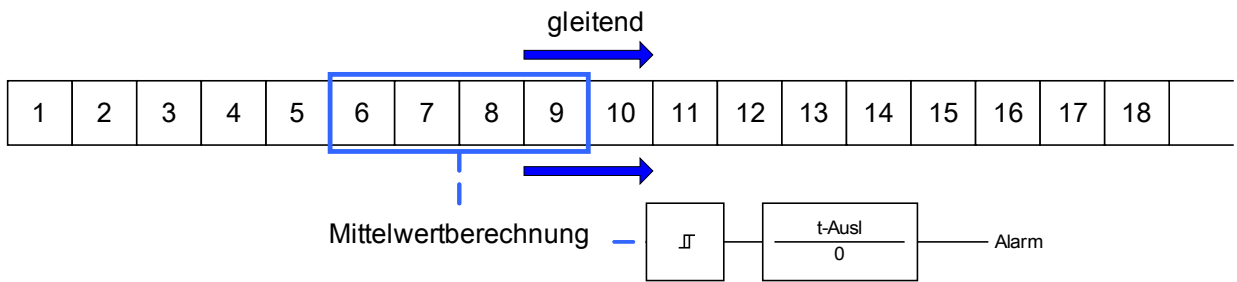 gleitend
1 2 3 4 5 6 7 8 9 10 11 12 13 14 15 16 17 18
Mittelwertberechnung
t-Ausl
0
Alarm